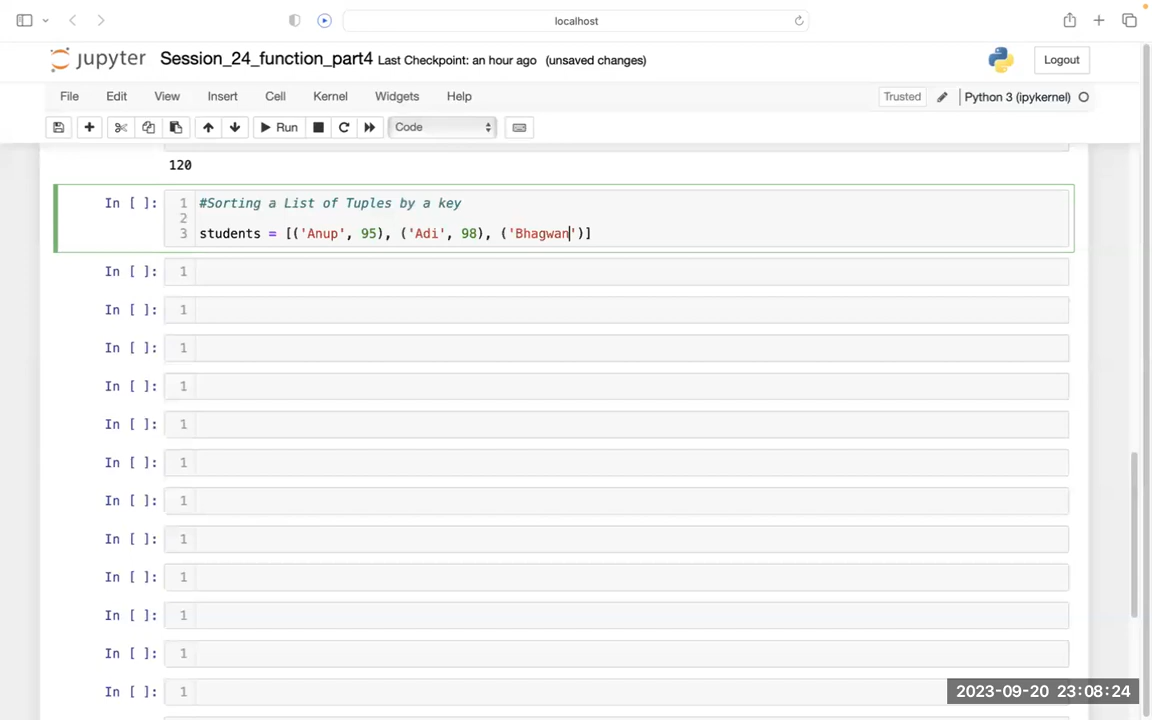 localhost
jupyter Session_24_function_part4 Last Checkpoint: an hour ago (unsaved changes) Logout
File Edit View Insert Cell Kernel Widgets Help Trusted Python 3 (ipykernel)
Run Code
120
In [ ]: 1 #Sorting a List of Tuples by a key
2
3 students = [('Anup', 95), ('Adi', 98), ('Bhagwan')]
In [ ]: 1
In [ ]: 1
In [ ]: 1
In [ ]: 1
In [ ]: 1
In [ ]: 1
In [ ]: 1
In [ ]: 1
In [ ]: 1
In [ ]: 1
In [ ]: 1
In [ ]: 1
2023-09-20 23:08:24